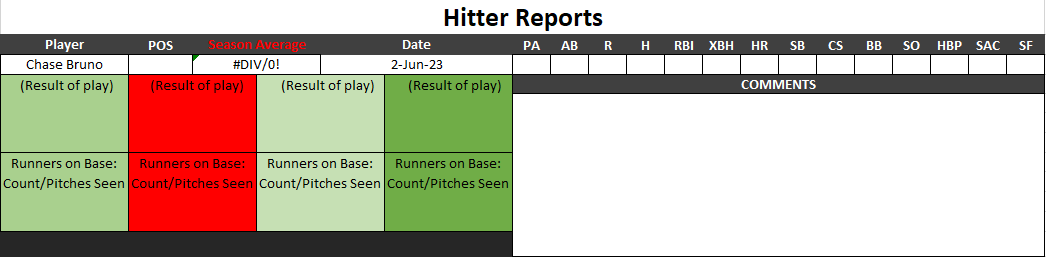 Hitter Reports
Player POS Season Average Date PA AB R H RBI XBH HR SB CS BB SO HBP SAC SF
Chase Bruno #DIV/0! 2-Jun-23
(Result of play) (Result of play) (Result of play) (Result of play) COMMENTS
Runners on Base: Runners on Base: Runners on Base: Runners on Base:
Count/Pitches Seen Count/Pitches Seen Count/Pitches Seen Count/Pitches Seen